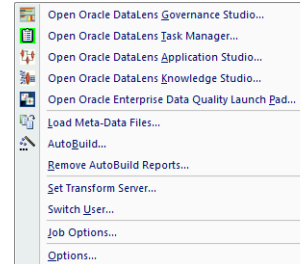 Open Oracle DataLens Governance Studio...
Open Oracle DataLens Task Manager...
Open Oracle DataLens Application Studio...
Open Oracle DataLens Knowledge Studio...
Open Oracle Enterprise Data Quality Launch Pad...
Load Meta-Data Files...
AutoBuild...
Remove AutoBuild Reports...
Set Transform Server...
Switch User...
Job Options...
Options...